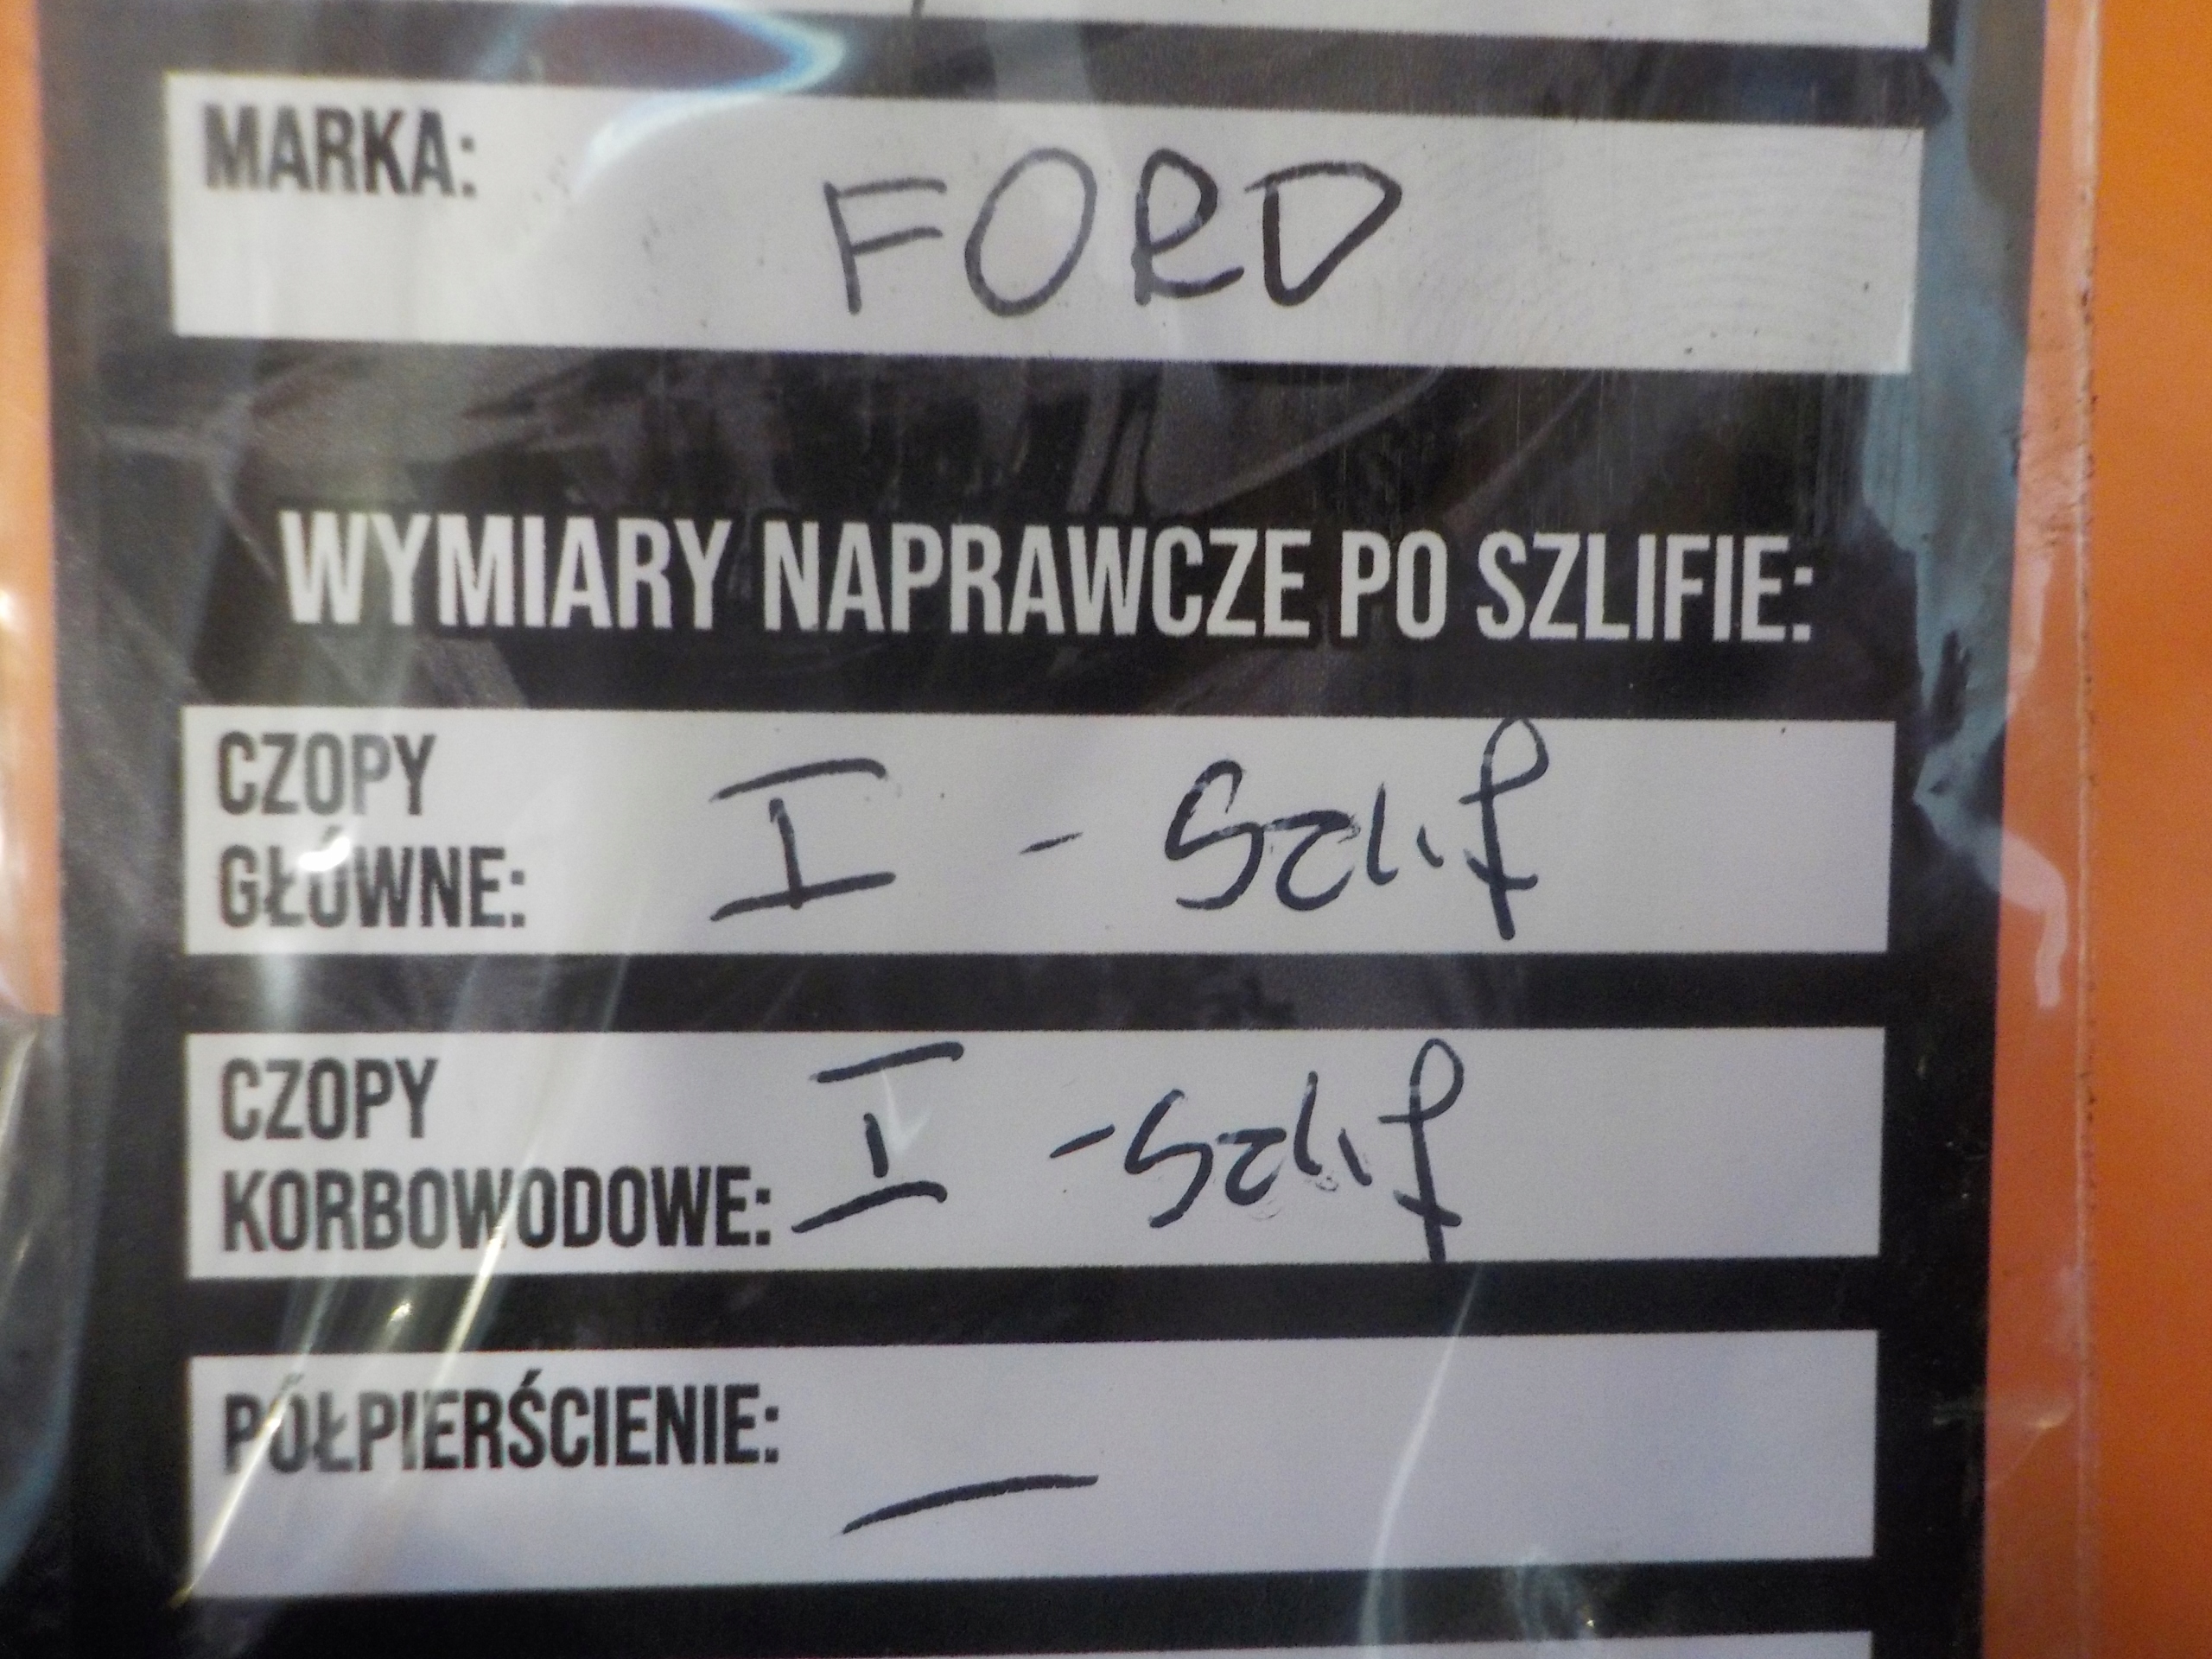 MARKA: FORD
WYMIARY NAPRAWCZE PO SZLIFIE:
CZOPY
GŁÓWNE: I - Szlif
CZOPY
KORBOWODOWE: I - Szlif
PÓŁPIERŚCIENIE: —